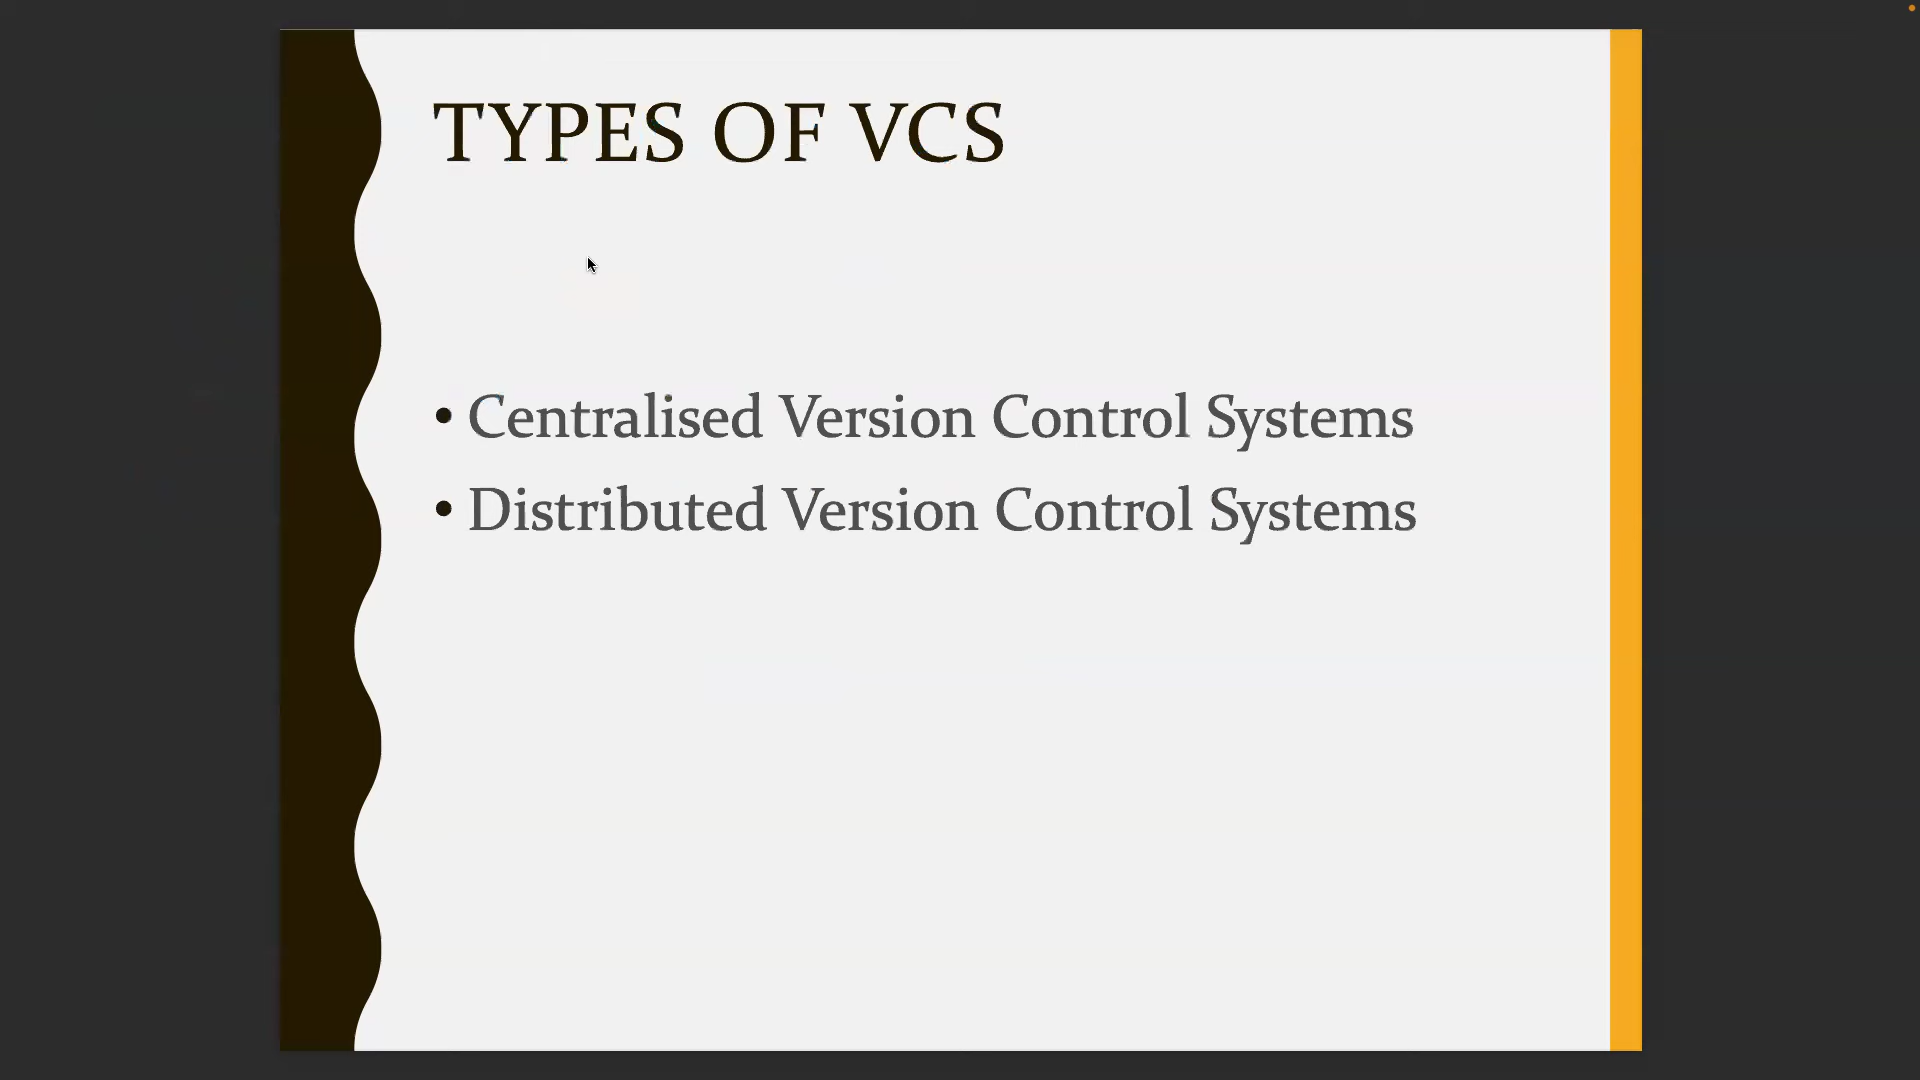 TYPES OF VCS
• Centralised Version Control Systems
• Distributed Version Control Systems